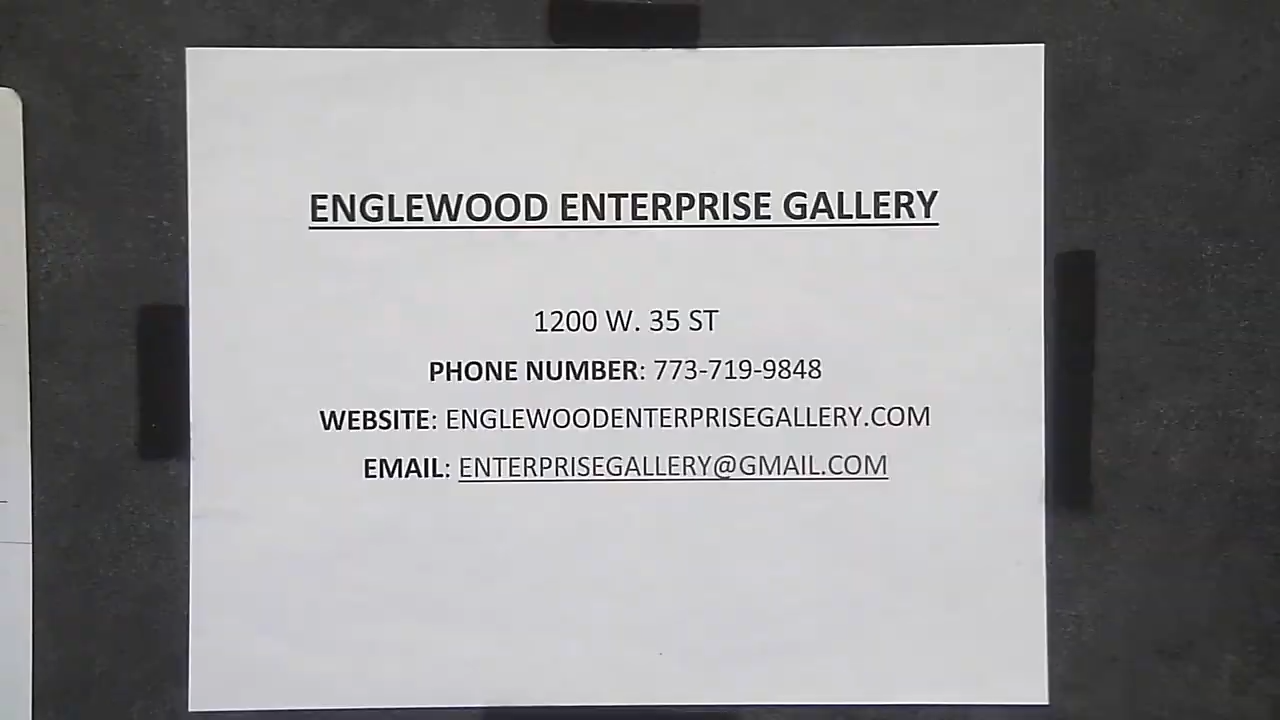 ENGLEWOOD ENTERPRISE GALLERY
1200 W. 35 ST
PHONE NUMBER: 773-719-9848
WEBSITE: ENGLEWOODENTERPRISEGALLERY.COM
EMAIL: ENTERPRISEGALLERY@GMAIL.COM